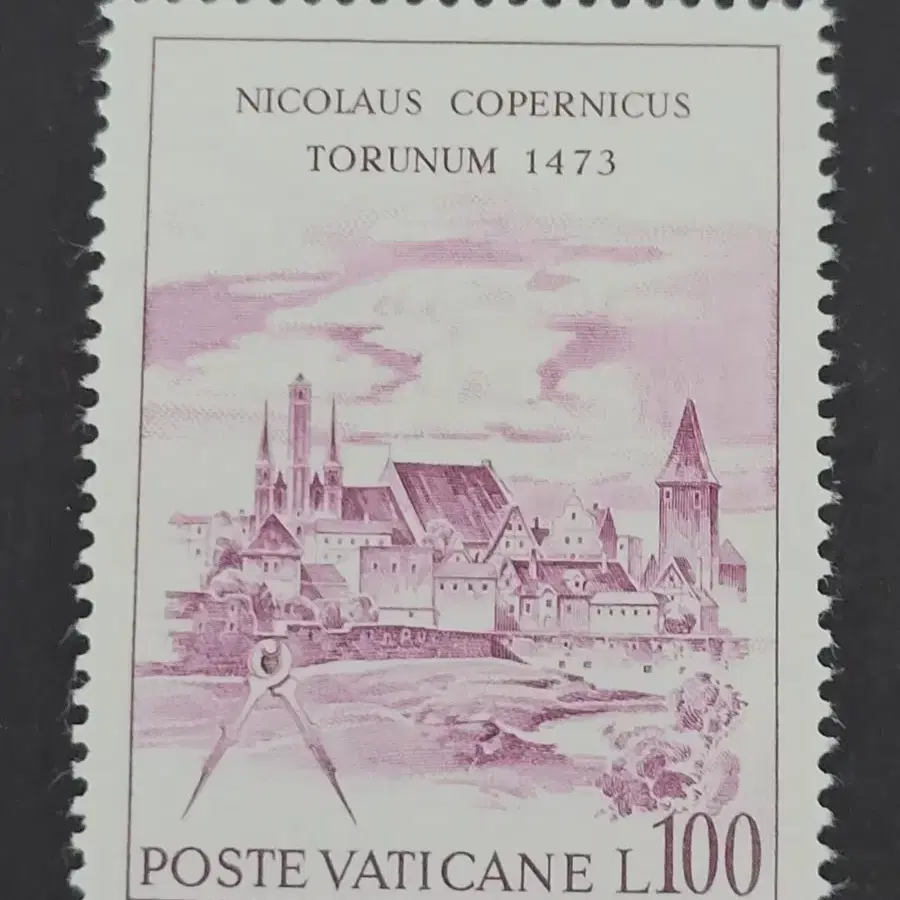 NICOLAUS COPERNICUS
TORUNUM 1473
POSTE VATICANE L100